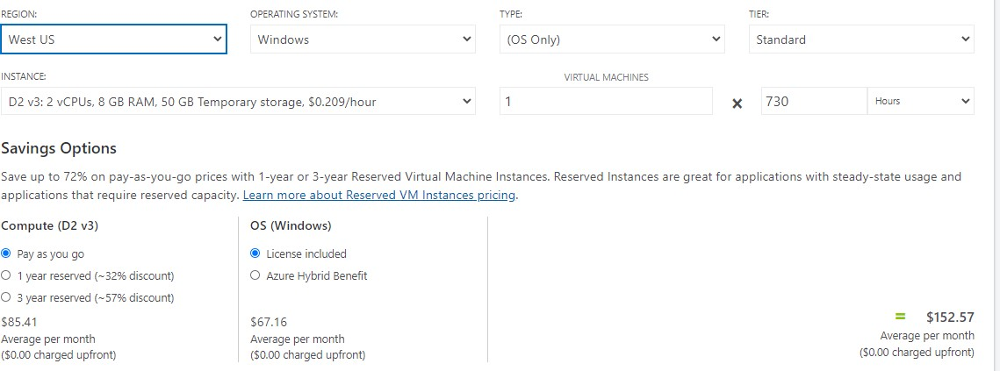 REGION: OPERATING SYSTEM: TYPE: TIER:
West US Windows (OS Only) Standard
INSTANCE: VIRTUAL MACHINES
D2 v3: 2 vCPUs, 8 GB RAM, 50 GB Temporary storage, $0.209/hour 1 × 730 Hours
Savings Options
Save up to 72% on pay-as-you-go prices with 1-year or 3-year Reserved Virtual Machine Instances. Reserved Instances are great for applications with steady-state usage and
applications that require reserved capacity. Learn more about Reserved VM Instances pricing.
Compute (D2 v3)
Pay as you go
1 year reserved (~32% discount)
3 year reserved (~57% discount)
$85.41
Average per month
($0.00 charged upfront)
OS (Windows)
License included
Azure Hybrid Benefit
$67.16
Average per month
($0.00 charged upfront)
= $152.57
Average per month
($0.00 charged upfront)